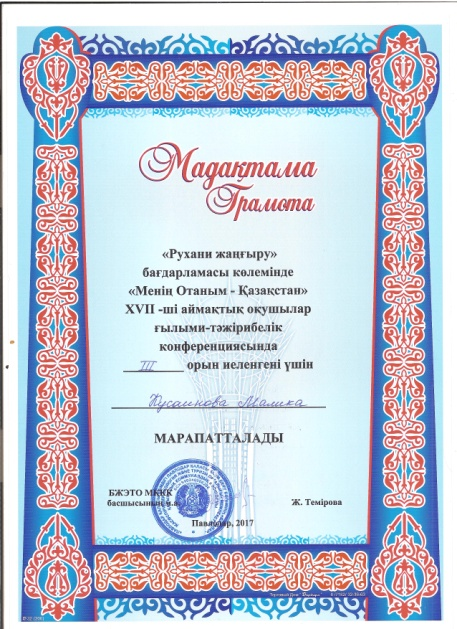 Мадақтама
Грамота
«Рухани жаңғыру»
бағдарламасы көлемінде
«Менің Отаным - Қазақстан»
XVII -ші аймақтық оқушылар
ғылыми-тәжірибелік
конференциясында
III орын иеленгені үшін
Хусаинова Малика
МАРАПАТТАЛАДЫ
БЖЭТО МКҚК
басшысының м.а. Ж. Темірова
Павлодар, 2017